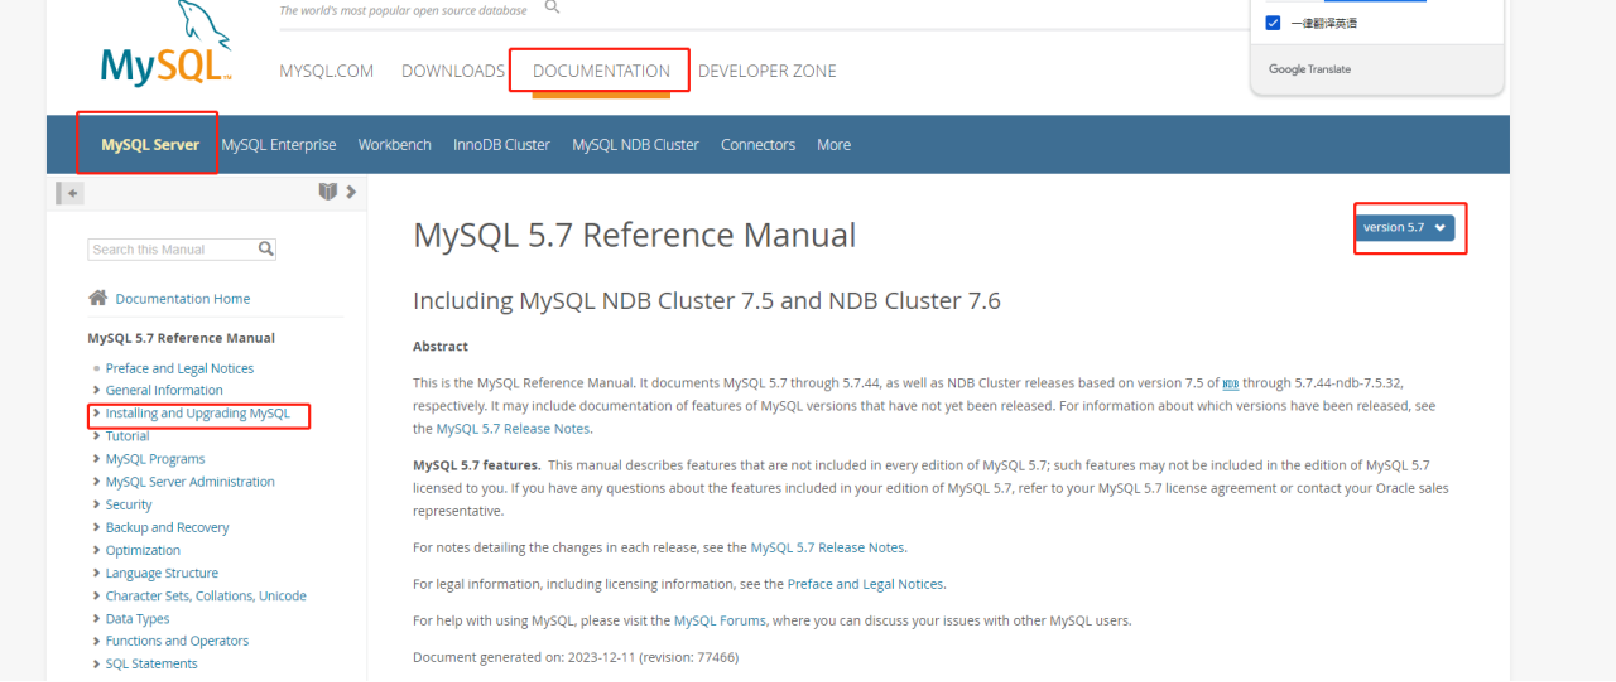 The world's most popular open source database
MySQL™
MYSQL.COM DOWNLOADS DOCUMENTATION DEVELOPER ZONE
一律翻译英语
Google Translate
MySQL Server MySQL Enterprise Workbench InnoDB Cluster MySQL NDB Cluster Connectors More
Search this Manual
Documentation Home
MySQL 5.7 Reference Manual
Preface and Legal Notices
General Information
Installing and Upgrading MySQL
Tutorial
MySQL Programs
MySQL Server Administration
Security
Backup and Recovery
Optimization
Language Structure
Character Sets, Collations, Unicode
Data Types
Functions and Operators
SQL Statements
MySQL 5.7 Reference Manual
version 5.7
Including MySQL NDB Cluster 7.5 and NDB Cluster 7.6
Abstract
This is the MySQL Reference Manual. It documents MySQL 5.7 through 5.7.44, as well as NDB Cluster releases based on version 7.5 of NDB through 5.7.44-ndb-7.5.32,
respectively. It may include documentation of features of MySQL versions that have not yet been released. For information about which versions have been released, see
the MySQL 5.7 Release Notes.
MySQL 5.7 features. This manual describes features that are not included in every edition of MySQL 5.7; such features may not be included in the edition of MySQL 5.7
licensed to you. If you have any questions about the features included in your edition of MySQL 5.7, refer to your MySQL 5.7 license agreement or contact your Oracle sales
representative.
For notes detailing the changes in each release, see the MySQL 5.7 Release Notes.
For legal information, including licensing information, see the Preface and Legal Notices.
For help with using MySQL, please visit the MySQL Forums, where you can discuss your issues with other MySQL users.
Document generated on: 2023-12-11 (revision: 77466)